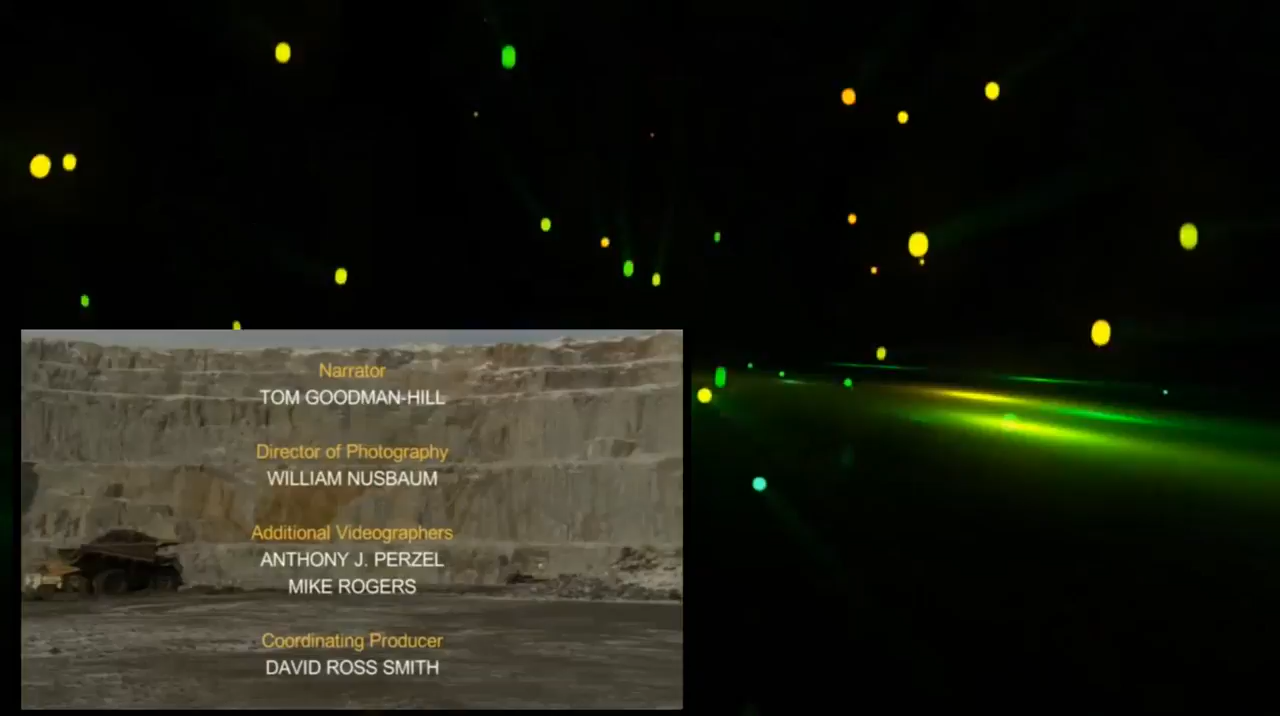 Narrator
TOM GOODMAN-HILL
Director of Photography
WILLIAM NUSBAUM
Additional Videographers
ANTHONY J. PERZEL
MIKE ROGERS
Coordinating Producer
DAVID ROSS SMITH